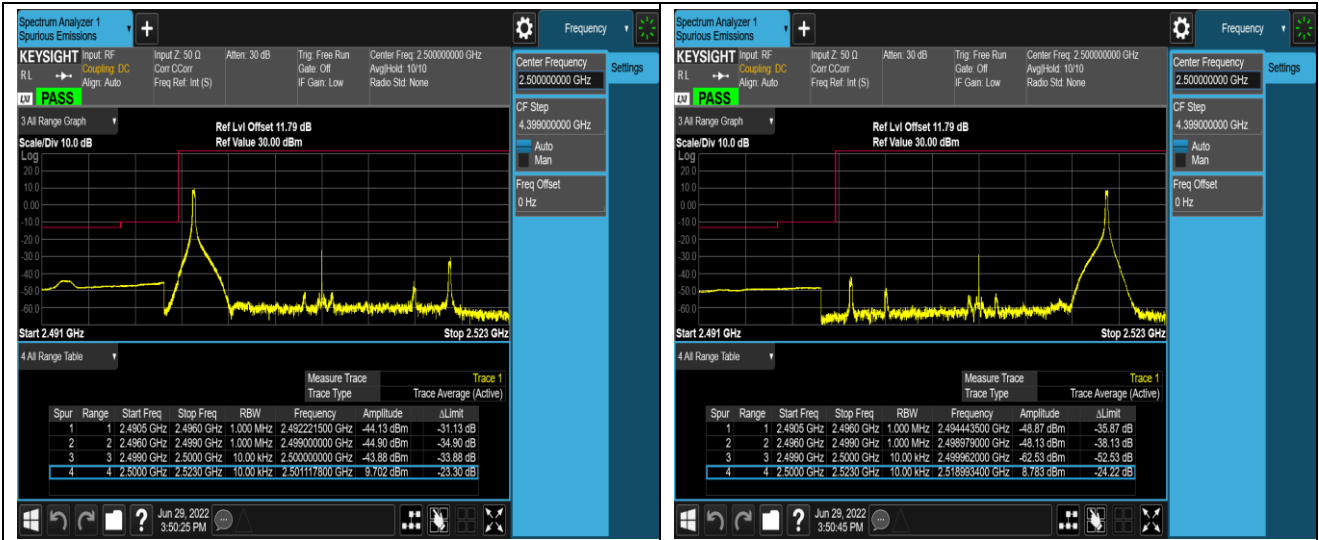 Spectrum Analyzer 1
Spurious Emissions
Frequency
KEYSIGHT
RL
LXI
PASS
Input: RF
Coupling: DC
Align: Auto
Input Z: 50 Ω
Corr CCorr
Freq Ref: Int (S)
Atten: 30 dB
Trig: Free Run
Gate: Off
IF Gain: Low
Center Freq: 2.500000000 GHz
Avg|Hold: 10/10
Radio Std: None
Center Frequency
2.500000000 GHz
Settings
CF Step
4.399000000 GHz
Auto
Man
Freq Offset
0 Hz
3 All Range Graph
Scale/Div 10.0 dB
Ref Lvl Offset 11.79 dB
Ref Value 30.00 dBm
Log
20.0
10.0
0.00
-10.0
-20.0
-30.0
-40.0
-50.0
-60.0
Start 2.491 GHz
Stop 2.523 GHz
4 All Range Table
Measure Trace Trace 1
Trace Type Trace Average (Active)
Spur Range Start Freq Stop Freq RBW Frequency Amplitude ΔLimit
1 1 2.4905 GHz 2.4960 GHz 1.000 MHz 2.492221500 GHz -44.13 dBm -31.13 dB
2 2 2.4960 GHz 2.4990 GHz 1.000 MHz 2.499000000 GHz -44.90 dBm -34.90 dB
3 3 2.4990 GHz 2.5000 GHz 10.00 kHz 2.500000000 GHz -43.88 dBm -33.88 dB
4 4 2.5000 GHz 2.5230 GHz 10.00 kHz 2.501117800 GHz 9.702 dBm -23.30 dB
?
Jun 29, 2022
3:50:25 PM
Spectrum Analyzer 1
Spurious Emissions
Frequency
KEYSIGHT
RL
LXI
PASS
Input: RF
Coupling: DC
Align: Auto
Input Z: 50 Ω
Corr CCorr
Freq Ref: Int (S)
Atten: 30 dB
Trig: Free Run
Gate: Off
IF Gain: Low
Center Freq: 2.500000000 GHz
Avg|Hold: 10/10
Radio Std: None
Center Frequency
2.500000000 GHz
Settings
CF Step
4.399000000 GHz
Auto
Man
Freq Offset
0 Hz
3 All Range Graph
Scale/Div 10.0 dB
Ref Lvl Offset 11.79 dB
Ref Value 30.00 dBm
Log
20.0
10.0
0.00
-10.0
-20.0
-30.0
-40.0
-50.0
-60.0
Start 2.491 GHz
Stop 2.523 GHz
4 All Range Table
Measure Trace Trace 1
Trace Type Trace Average (Active)
Spur Range Start Freq Stop Freq RBW Frequency Amplitude ΔLimit
1 1 2.4905 GHz 2.4960 GHz 1.000 MHz 2.494443500 GHz -48.87 dBm -35.87 dB
2 2 2.4960 GHz 2.4990 GHz 1.000 MHz 2.498979000 GHz -48.13 dBm -38.13 dB
3 3 2.4990 GHz 2.5000 GHz 10.00 kHz 2.499962000 GHz -62.53 dBm -52.53 dB
4 4 2.5000 GHz 2.5230 GHz 10.00 kHz 2.518993400 GHz 8.783 dBm -24.22 dB
?
Jun 29, 2022
3:50:45 PM